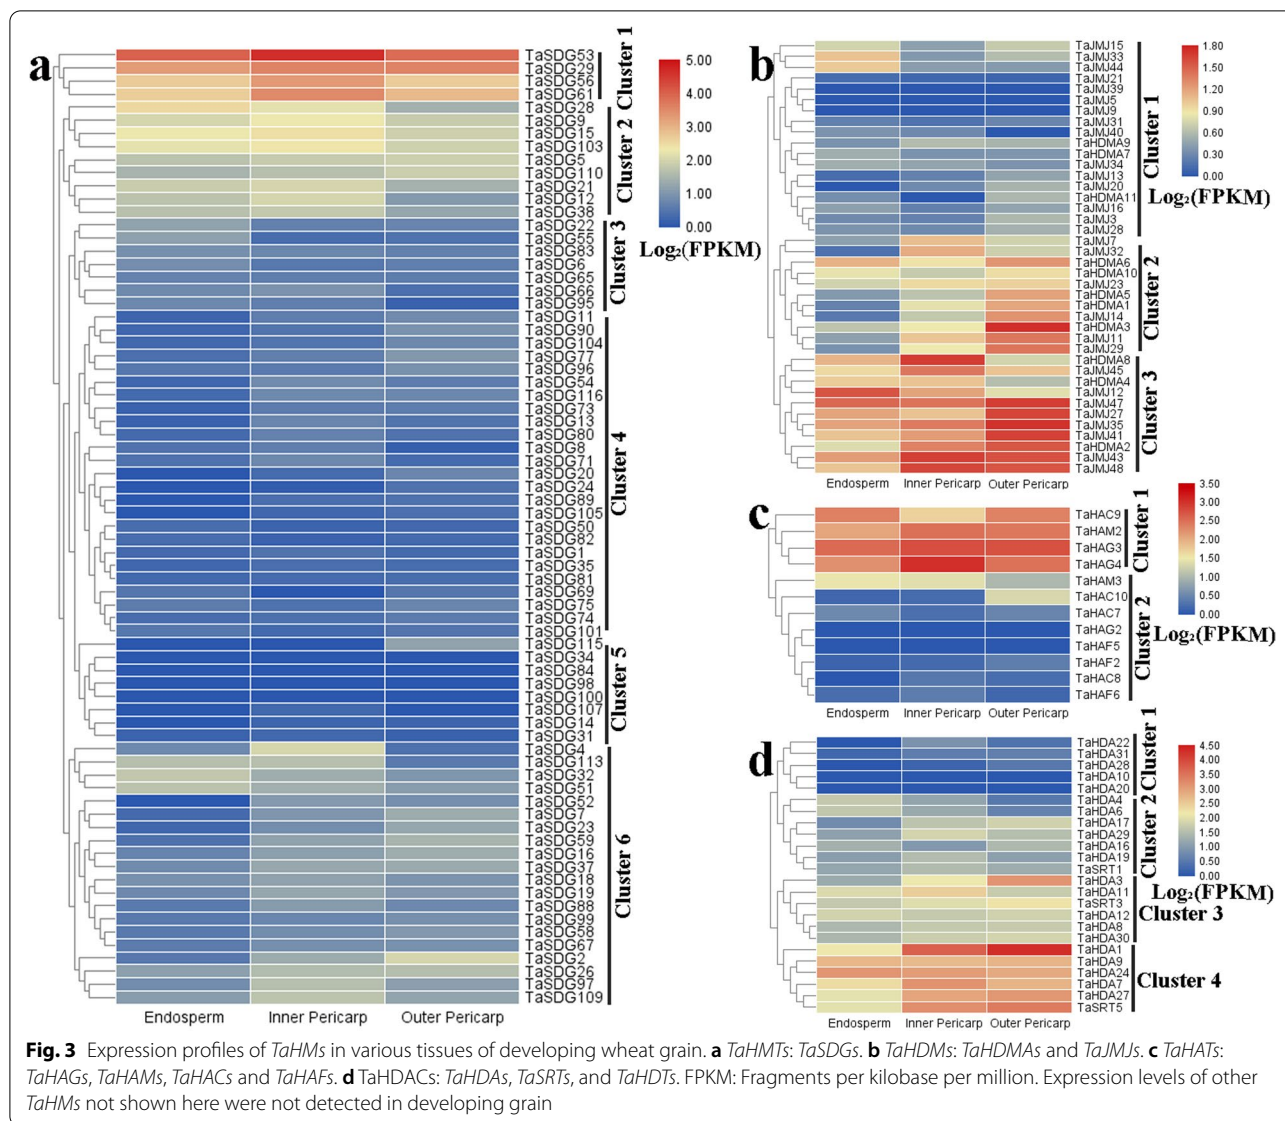 a
TaSDG53
TaSDG29
TaSDG56
TaSDG61
TaSDG28
TaSDG9
TaSDG15
TaSDG103
TaSDG5
TaSDG110
TaSDG21
TaSDG12
TaSDG38
TaSDG22
TaSDG55
TaSDG83
TaSDG6
TaSDG65
TaSDG66
TaSDG95
TaSDG11
TaSDG90
TaSDG104
TaSDG77
TaSDG96
TaSDG54
TaSDG116
TaSDG73
TaSDG13
TaSDG80
TaSDG8
TaSDG71
TaSDG20
TaSDG24
TaSDG89
TaSDG105
TaSDG50
TaSDG82
TaSDG1
TaSDG35
TaSDG81
TaSDG69
TaSDG75
TaSDG74
TaSDG101
TaSDG115
TaSDG34
TaSDG84
TaSDG98
TaSDG100
TaSDG107
TaSDG14
TaSDG31
TaSDG4
TaSDG113
TaSDG32
TaSDG51
TaSDG52
TaSDG7
TaSDG23
TaSDG59
TaSDG16
TaSDG37
TaSDG18
TaSDG19
TaSDG88
TaSDG99
TaSDG58
TaSDG67
TaSDG2
TaSDG26
TaSDG97
TaSDG109
Cluster 1
Cluster 2
Cluster 3
Cluster 4
Cluster 5
Cluster 6
5.00
4.00
3.00
2.00
1.00
0.00
Log₂(FPKM)
Endosperm Inner Pericarp Outer Pericarp
b
TaJMJ15
TaJMJ33
TaJMJ44
TaJMJ21
TaJMJ39
TaJMJ5
TaJMJ9
TaJMJ31
TaJMJ40
TaHDMA9
TaHDMA7
TaJMJ34
TaJMJ13
TaJMJ20
TaHDMA11
TaJMJ16
TaJMJ3
TaJMJ28
TaJMJ7
TaJMJ32
TaHDMA6
TaHDMA10
TaJMJ23
TaHDMA5
TaHDMA1
TaJMJ14
TaHDMA3
TaJMJ11
TaJMJ29
TaHDMA8
TaJMJ45
TaHDMA4
TaJMJ12
TaJMJ47
TaJMJ27
TaJMJ35
TaJMJ41
TaHDMA2
TaJMJ43
TaJMJ48
Cluster 1
Cluster 2
Cluster 3
1.80
1.50
1.20
0.90
0.60
0.30
0.00
Log₂(FPKM)
Endosperm Inner Pericarp Outer Pericarp
c
TaHAC9
TaHAM2
TaHAG3
TaHAG4
TaHAM3
TaHAC10
TaHAC7
TaHAG2
TaHAF5
TaHAF2
TaHAC8
TaHAF6
Cluster 1
Cluster 2
3.50
3.00
2.50
2.00
1.50
1.00
0.50
0.00
Log₂(FPKM)
Endosperm Inner Pericarp Outer Pericarp
d
TaHDA22
TaHDA31
TaHDA28
TaHDA10
TaHDA20
TaHDA4
TaHDA6
TaHDA17
TaHDA29
TaHDA16
TaHDA19
TaSRT1
TaHDA3
TaHDA11
TaSRT3
TaHDA12
TaHDA8
TaHDA30
TaHDA1
TaHDA9
TaHDA24
TaHDA7
TaHDA27
TaSRT5
Cluster 1
Cluster 2
Cluster 3
Cluster 4
4.50
4.00
3.50
3.00
2.50
2.00
1.50
1.00
0.50
0.00
Log₂(FPKM)
Endosperm Inner Pericarp Outer Pericarp
Fig. 3 Expression profiles of TaHMs in various tissues of developing wheat grain. a TaHMTs: TaSDGs. b TaHDMs: TaHDMAs and TaJMJs. c TaHATs:
TaHAGs, TaHAMs, TaHACs and TaHAFs. d TaHDACs: TaHDAs, TaSRTs, and TaHDTs. FPKM: Fragments per kilobase per million. Expression levels of other
TaHMs not shown here were not detected in developing grain